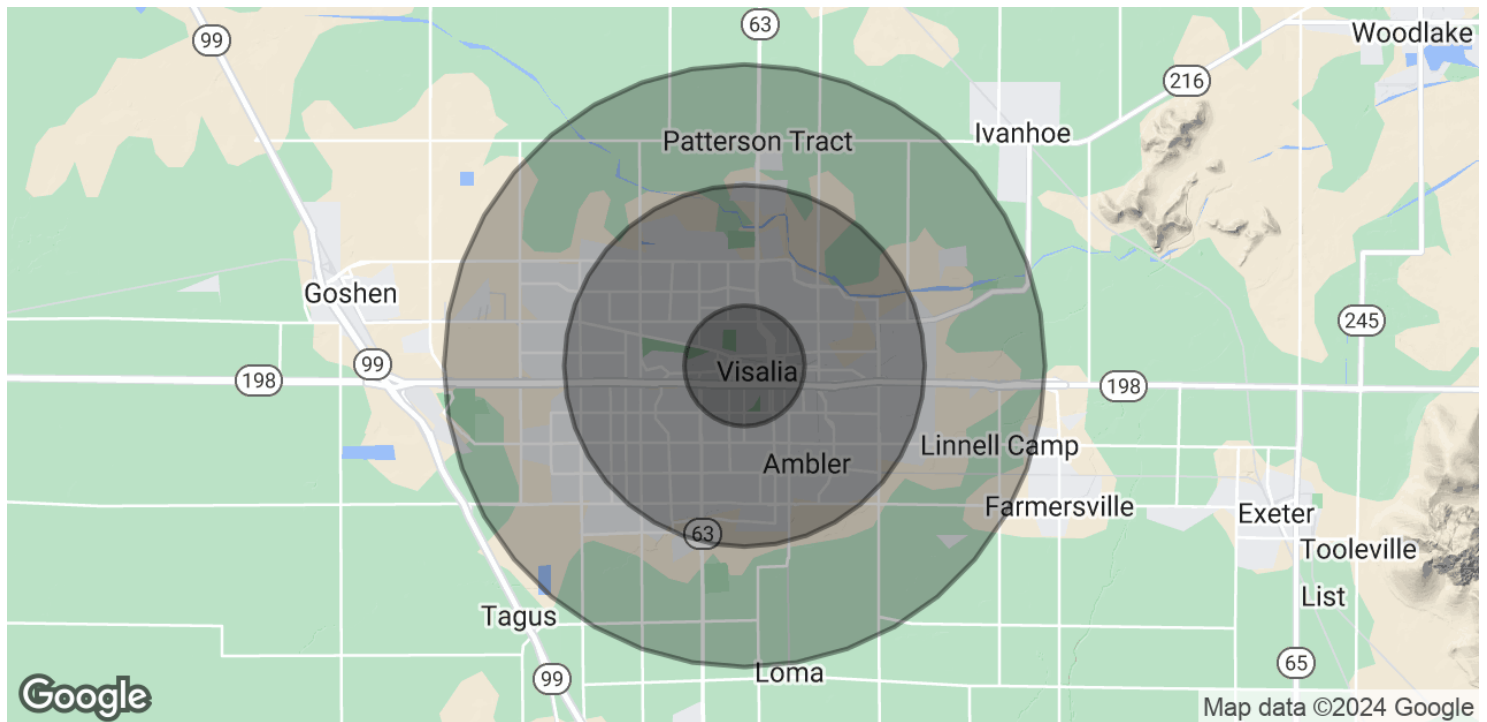 63
99
Woodlake
216
Ivanhoe
Patterson Tract
Goshen
245
99
198
Visalia
198
Linnell Camp
Ambler
Farmersville
Exeter
63
Tooleville
List
Tagus
Loma
65
99
Google
Map data ©2024 Google